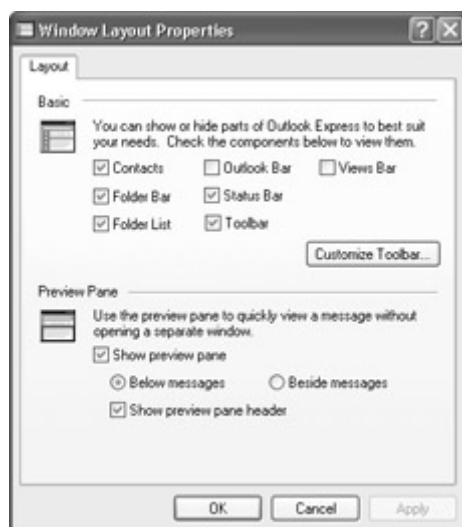 Window Layout Properties
Layout
Basic
You can show or hide parts of Outlook Express to best suit
your needs. Check the components below to view them.
Contacts Outlook Bar Views Bar
Folder Bar Status Bar
Folder List Toolbar
Customize Toolbar...
Preview Pane
Use the preview pane to quickly view a message without
opening a separate window.
Show preview pane
Below messages Beside messages
Show preview pane header
OK Cancel Apply